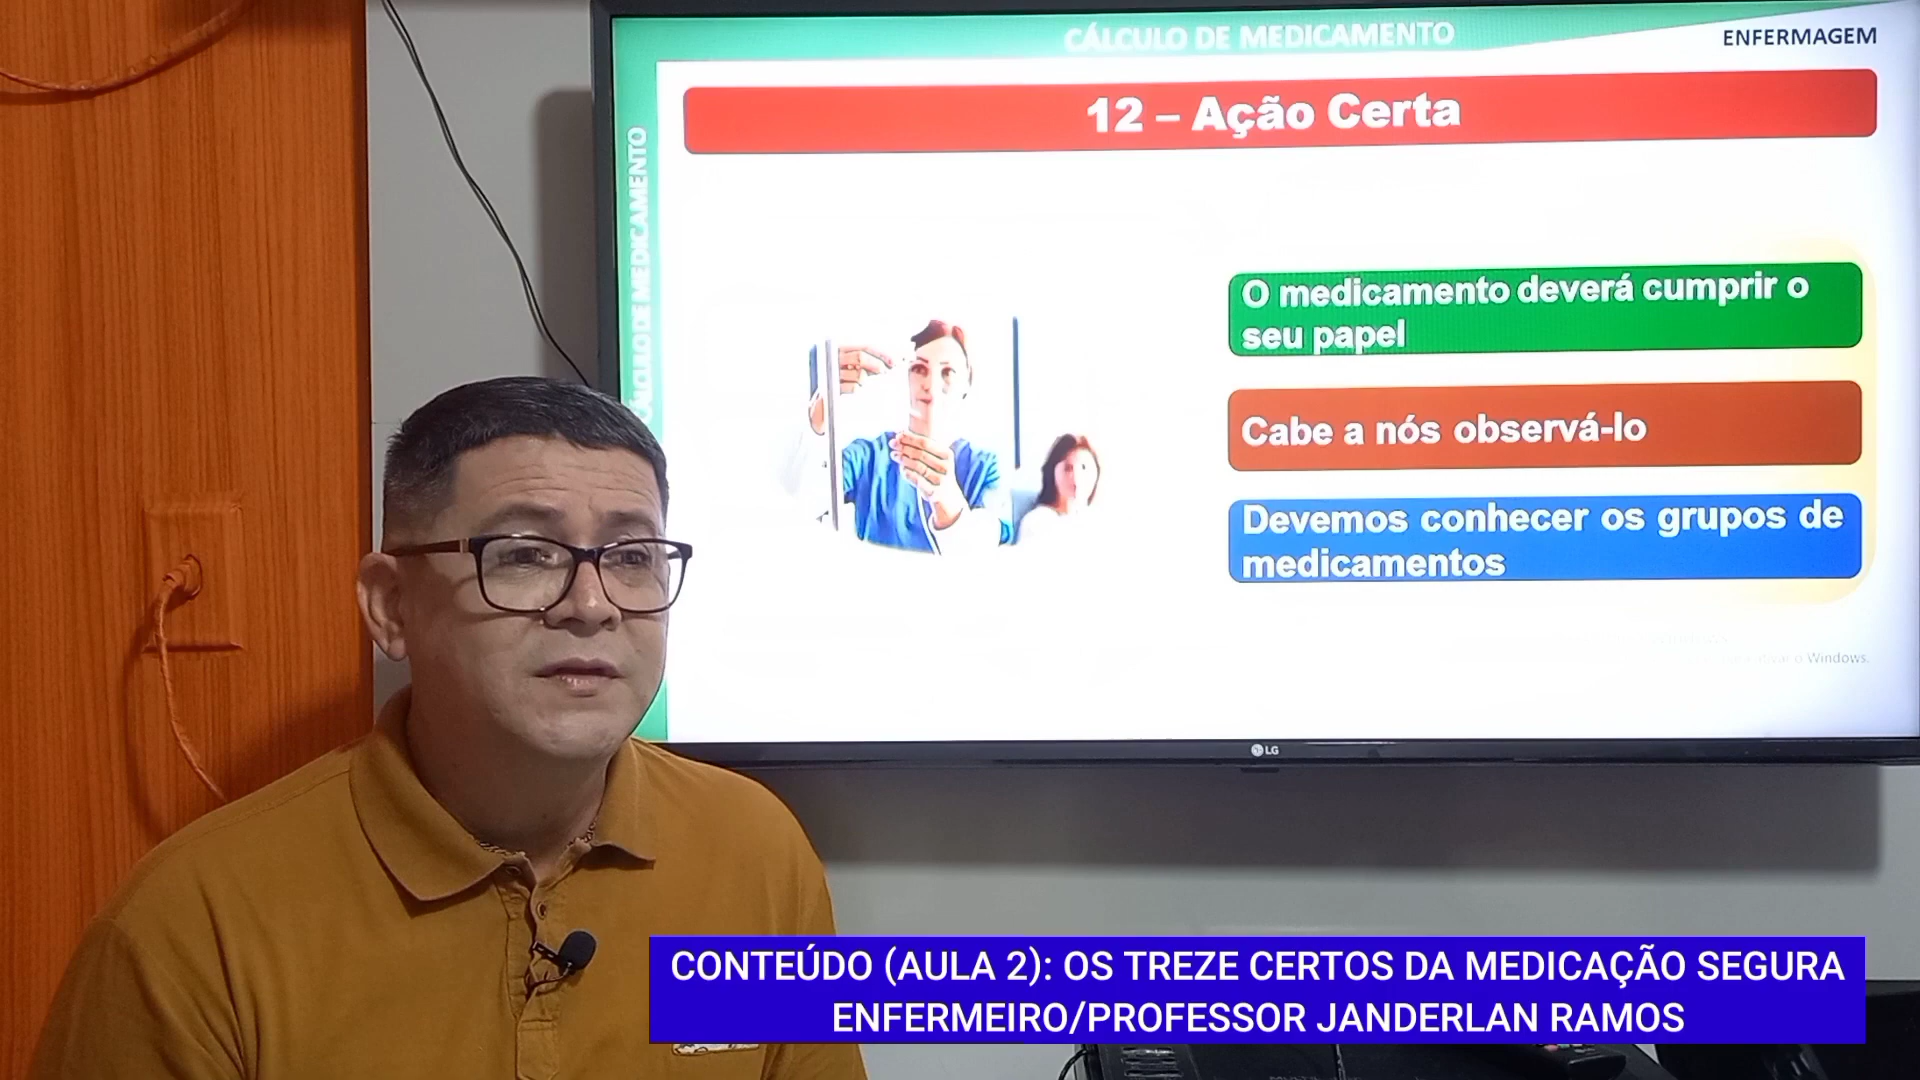 CÁLCULO DE MEDICAMENTO
ENFERMAGEM
CÁLCULO DE MEDICAMENTO
12 – Ação Certa
O medicamento deverá cumprir o
seu papel
Cabe a nós observá-lo
Devemos conhecer os grupos de
medicamentos
ativar o Windows.
LG
CONTEÚDO (AULA 2): OS TREZE CERTOS DA MEDICAÇÃO SEGURA
ENFERMEIRO/PROFESSOR JANDERLAN RAMOS